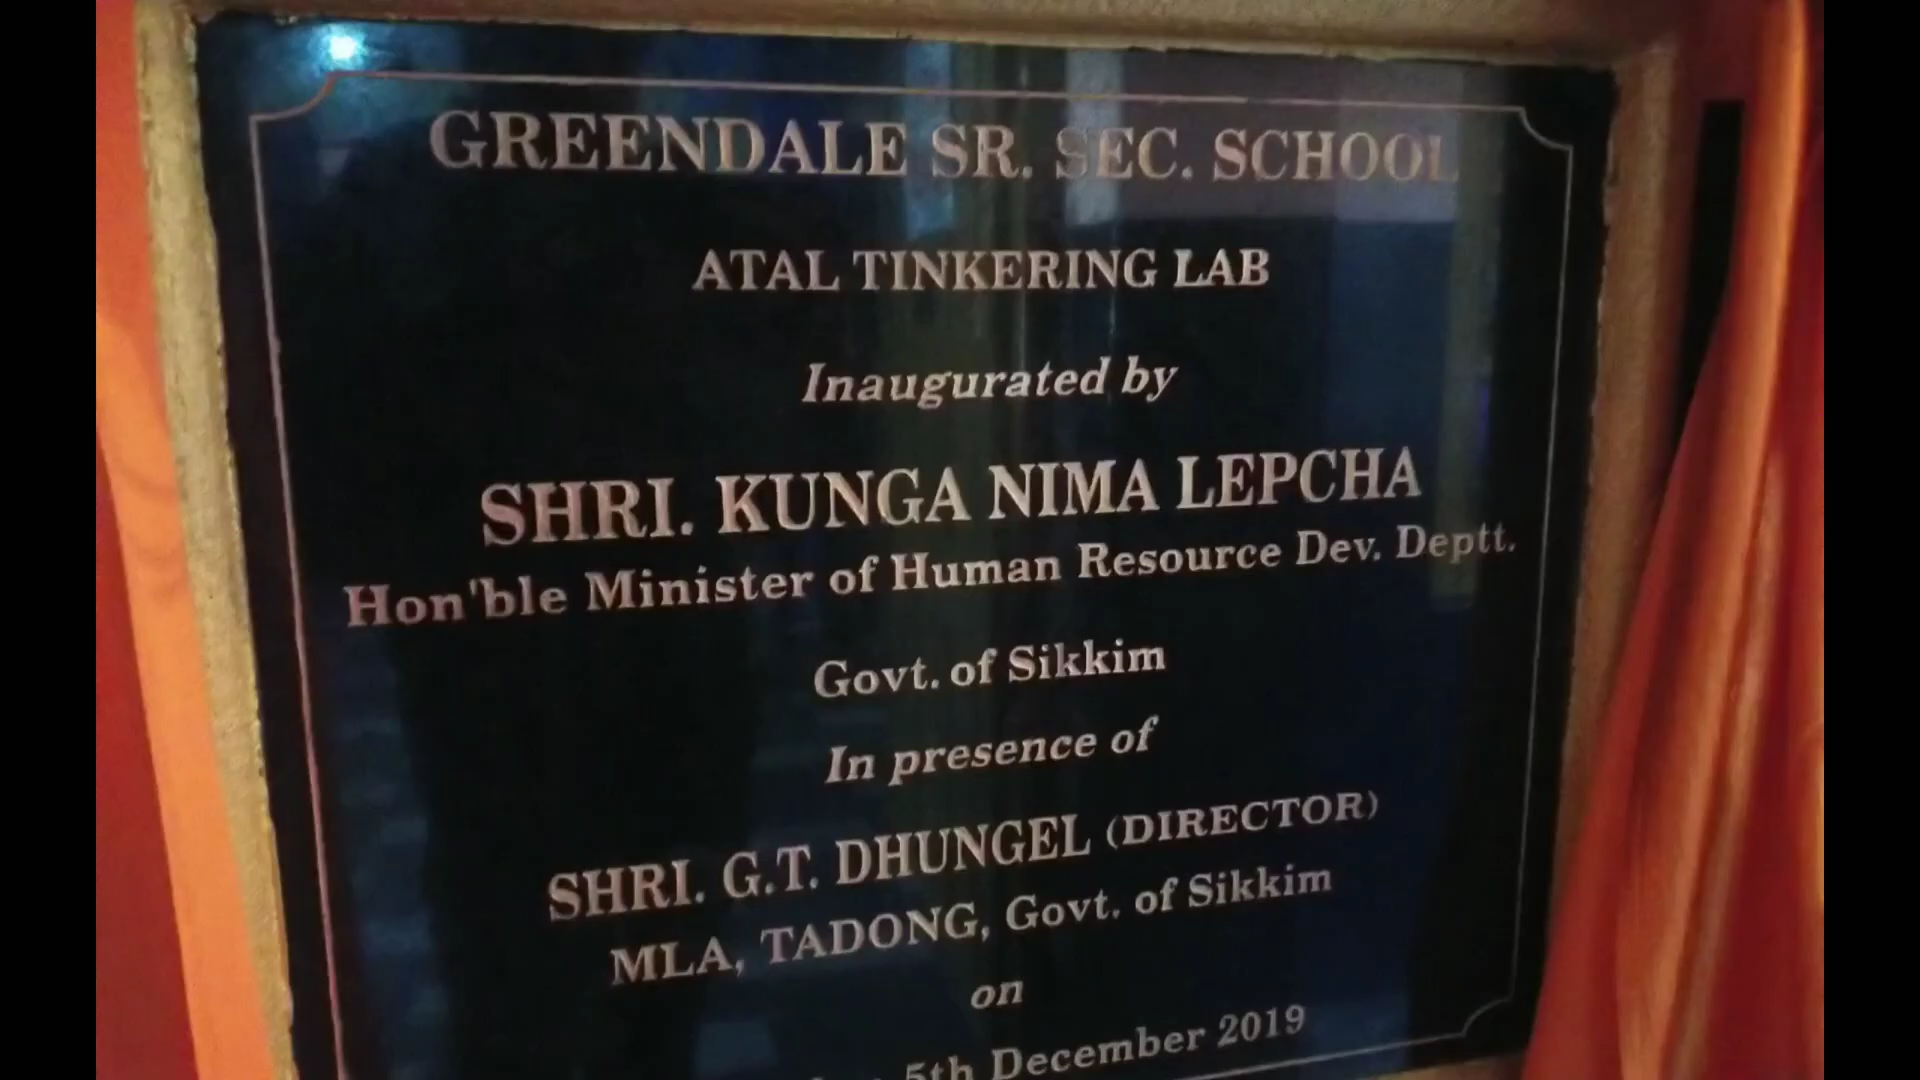 GREENDALE SR. SEC. SCHOOL
ATAL TINKERING LAB
Inaugurated by
SHRI. KUNGA NIMA LEPCHA
Hon'ble Minister of Human Resource Dev. Deptt.
Govt. of Sikkim
In presence of
SHRI. G.T. DHUNGEL (DIRECTOR)
MLA, TADONG, Govt. of Sikkim
on
5th December 2019